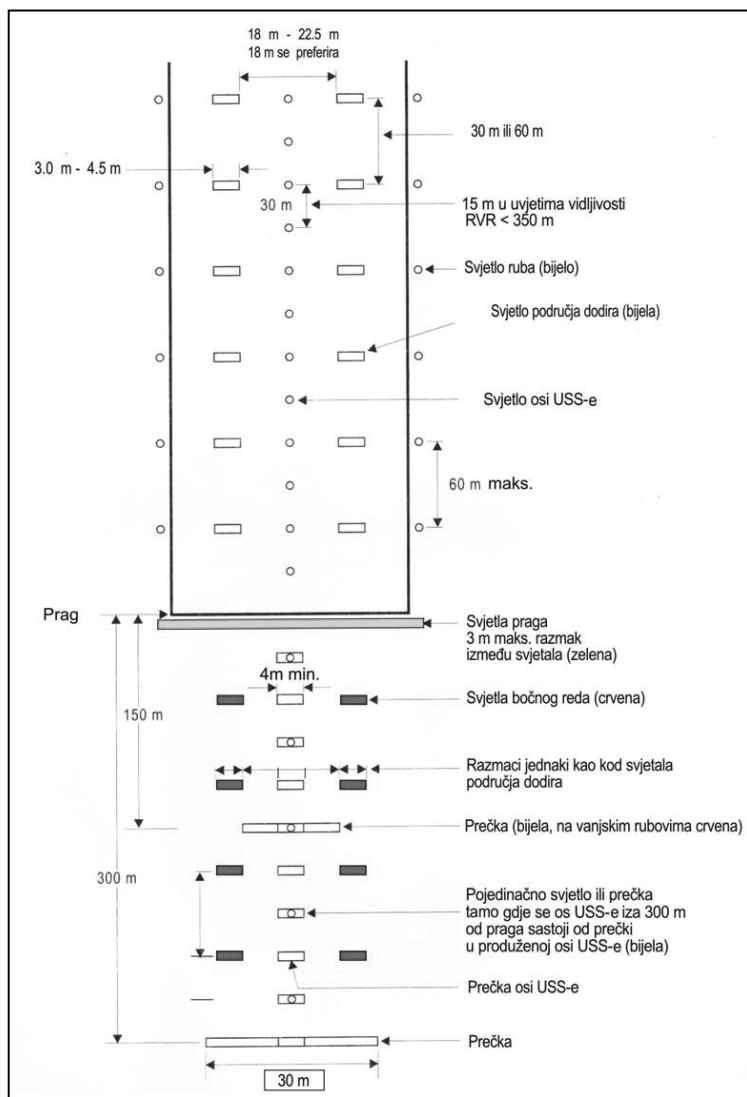 18 m - 22.5 m
18 m se preferira
30 m ili 60 m
3.0 m - 4.5 m
30 m
15 m u uvjetima vidljivosti
RVR < 350 m
Svjetlo ruba (bijelo)
Svjetlo područja dodira (bijela)
Svjetlo osi USS-e
60 m maks.
Prag
Svjetla praga
3 m maks. razmak
između svjetala (zelena)
4m min.
Svjetla bočnog reda (crvena)
150 m
Razmaci jednaki kao kod svjetala
područja dodira
Prečka (bijela, na vanjskim rubovima crvena)
300 m
Pojedinačno svjetlo ili prečka
tamo gdje se os USS-e iza 300 m
od praga sastoji od prečki
u produženoj osi USS-e (bijela)
Prečka osi USS-e
Prečka
30 m